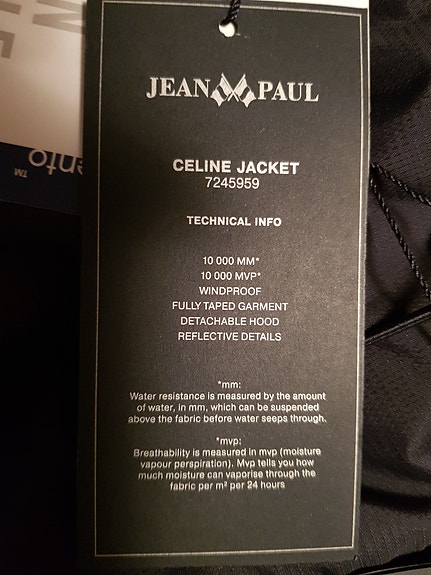 JEAN PAUL
CELINE JACKET
7245959
TECHNICAL INFO
10 000 MM*
10 000 MVP*
WINDPROOF
FULLY TAPED GARMENT
DETACHABLE HOOD
REFLECTIVE DETAILS
*mm:
Water resistance is measured by the amount
of water, in mm, which can be suspended
above the fabric before water seeps through.
*mvp:
Breathability is measured in mvp (moisture
vapour perspiration). Mvp tells you how
much moisture can vaporise through the
fabric per m² per 24 hours